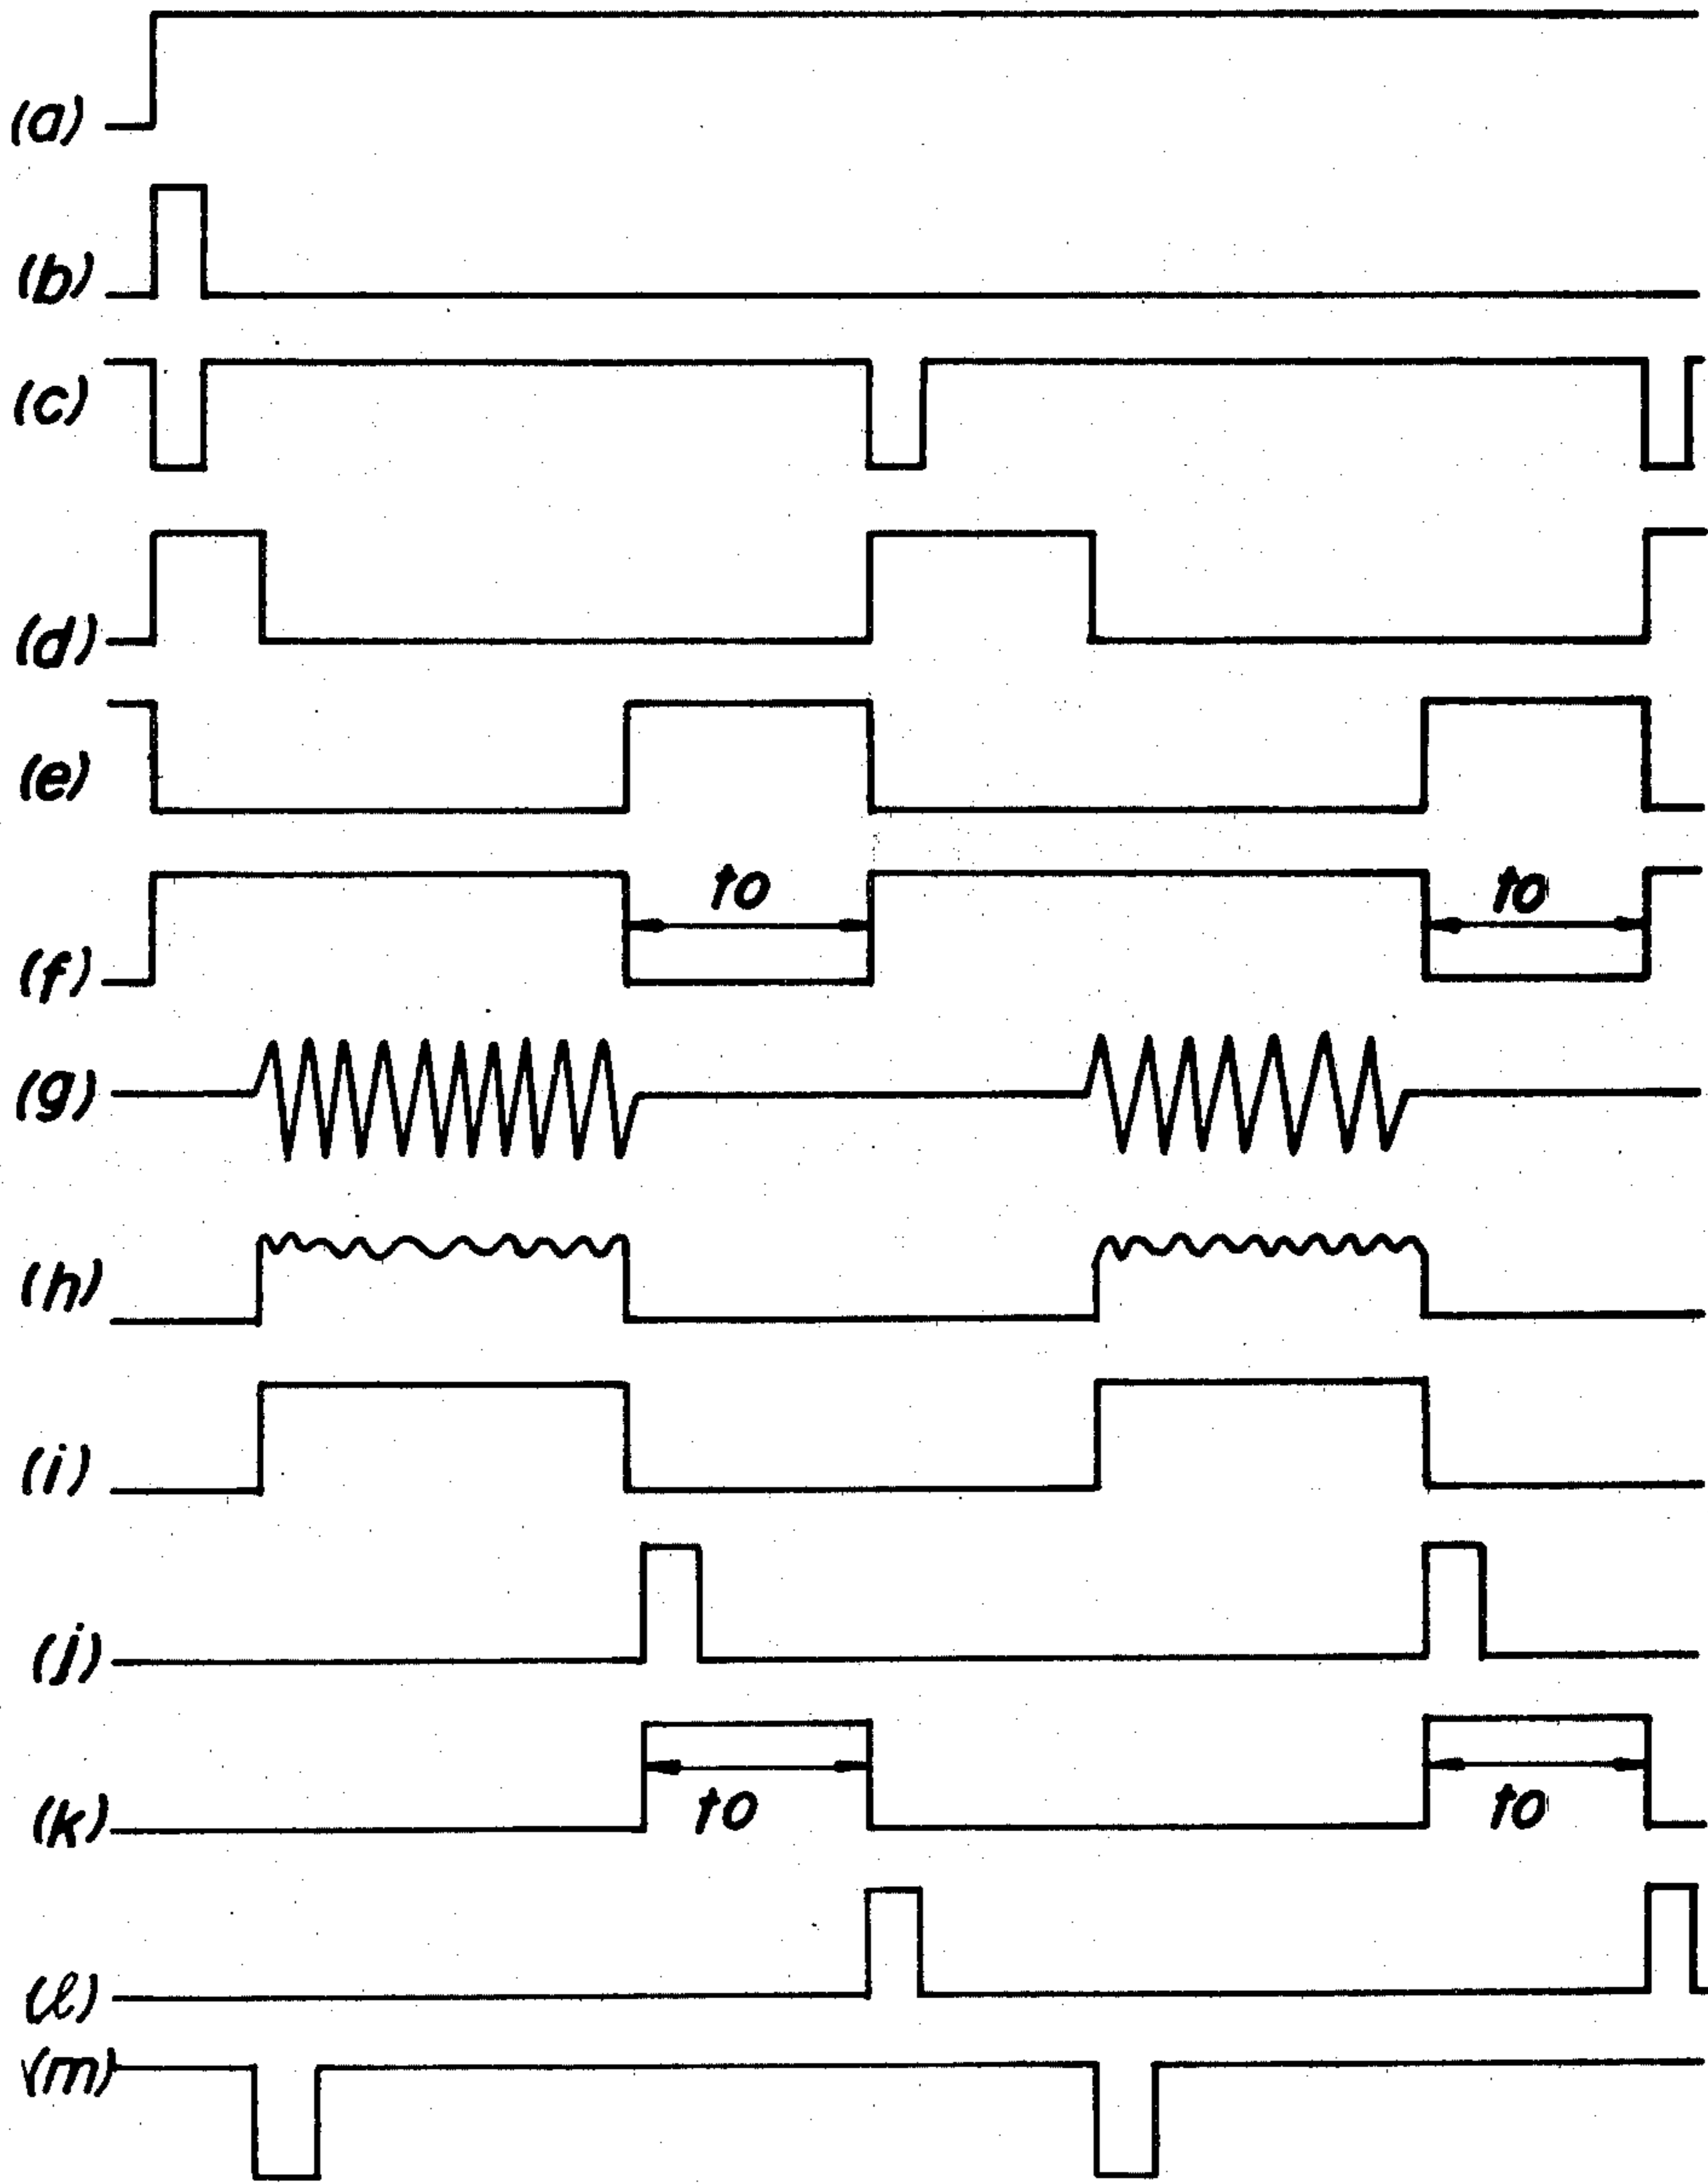 (a)
(b)
(c)
(d)
(e)
to to
(f)
(g)
(h)
(i)
(j)
(k)
to to
(l)
(m)